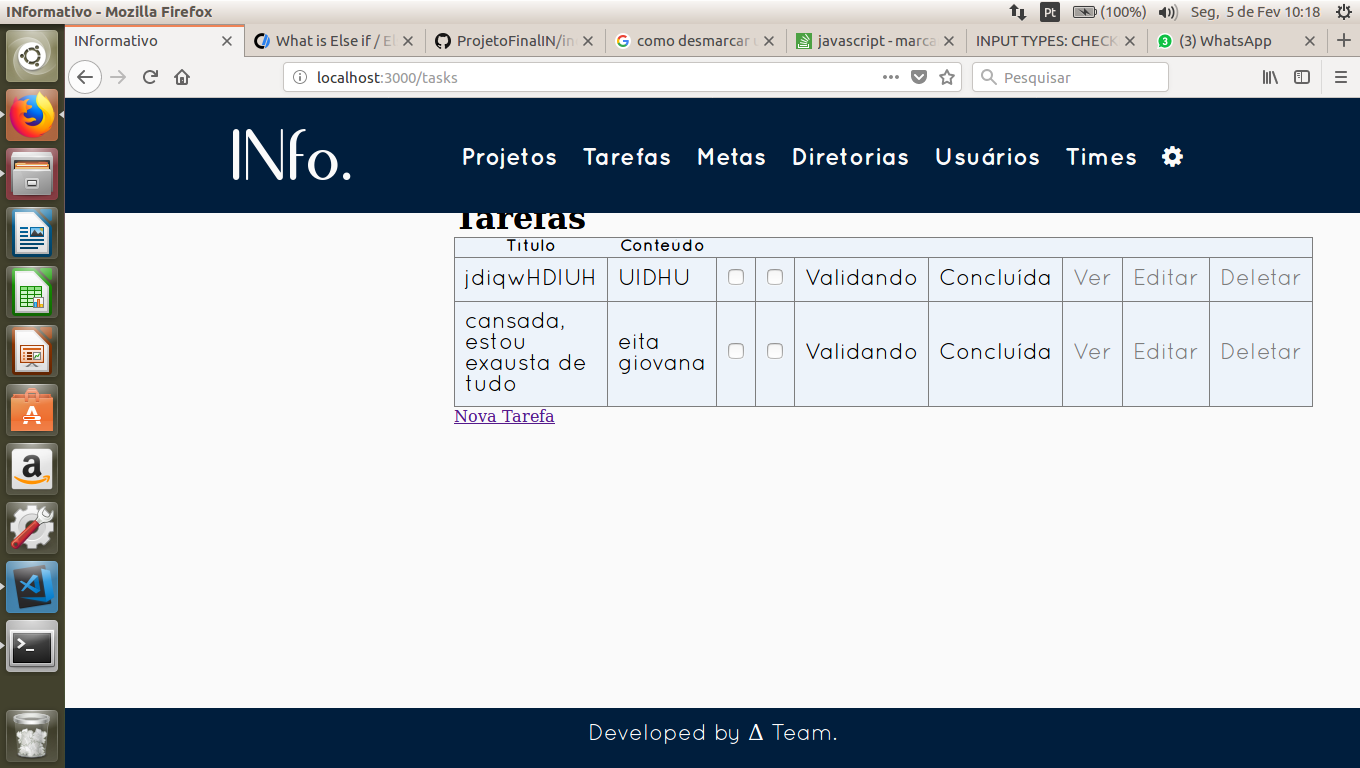 INformativo - Mozilla Firefox
Pt
(100%)
Seg, 5 de Fev 10:18
INformativo
What is Else if / El
ProjetoFinalIN/in
como desmarcar u
javascript - marca
INPUT TYPES: CHECK
(3) WhatsApp
localhost:3000/tasks
Pesquisar
INfo.
Projetos Tarefas Metas Diretorias Usuários Times
Tarefas
Titulo Conteudo
jdiqwHDIUH UIDHU Validando Concluída Ver Editar Deletar
cansada,
estou
exausta de
tudo
eita
giovana
Validando Concluída Ver Editar Deletar
Nova Tarefa
Developed by Δ Team.